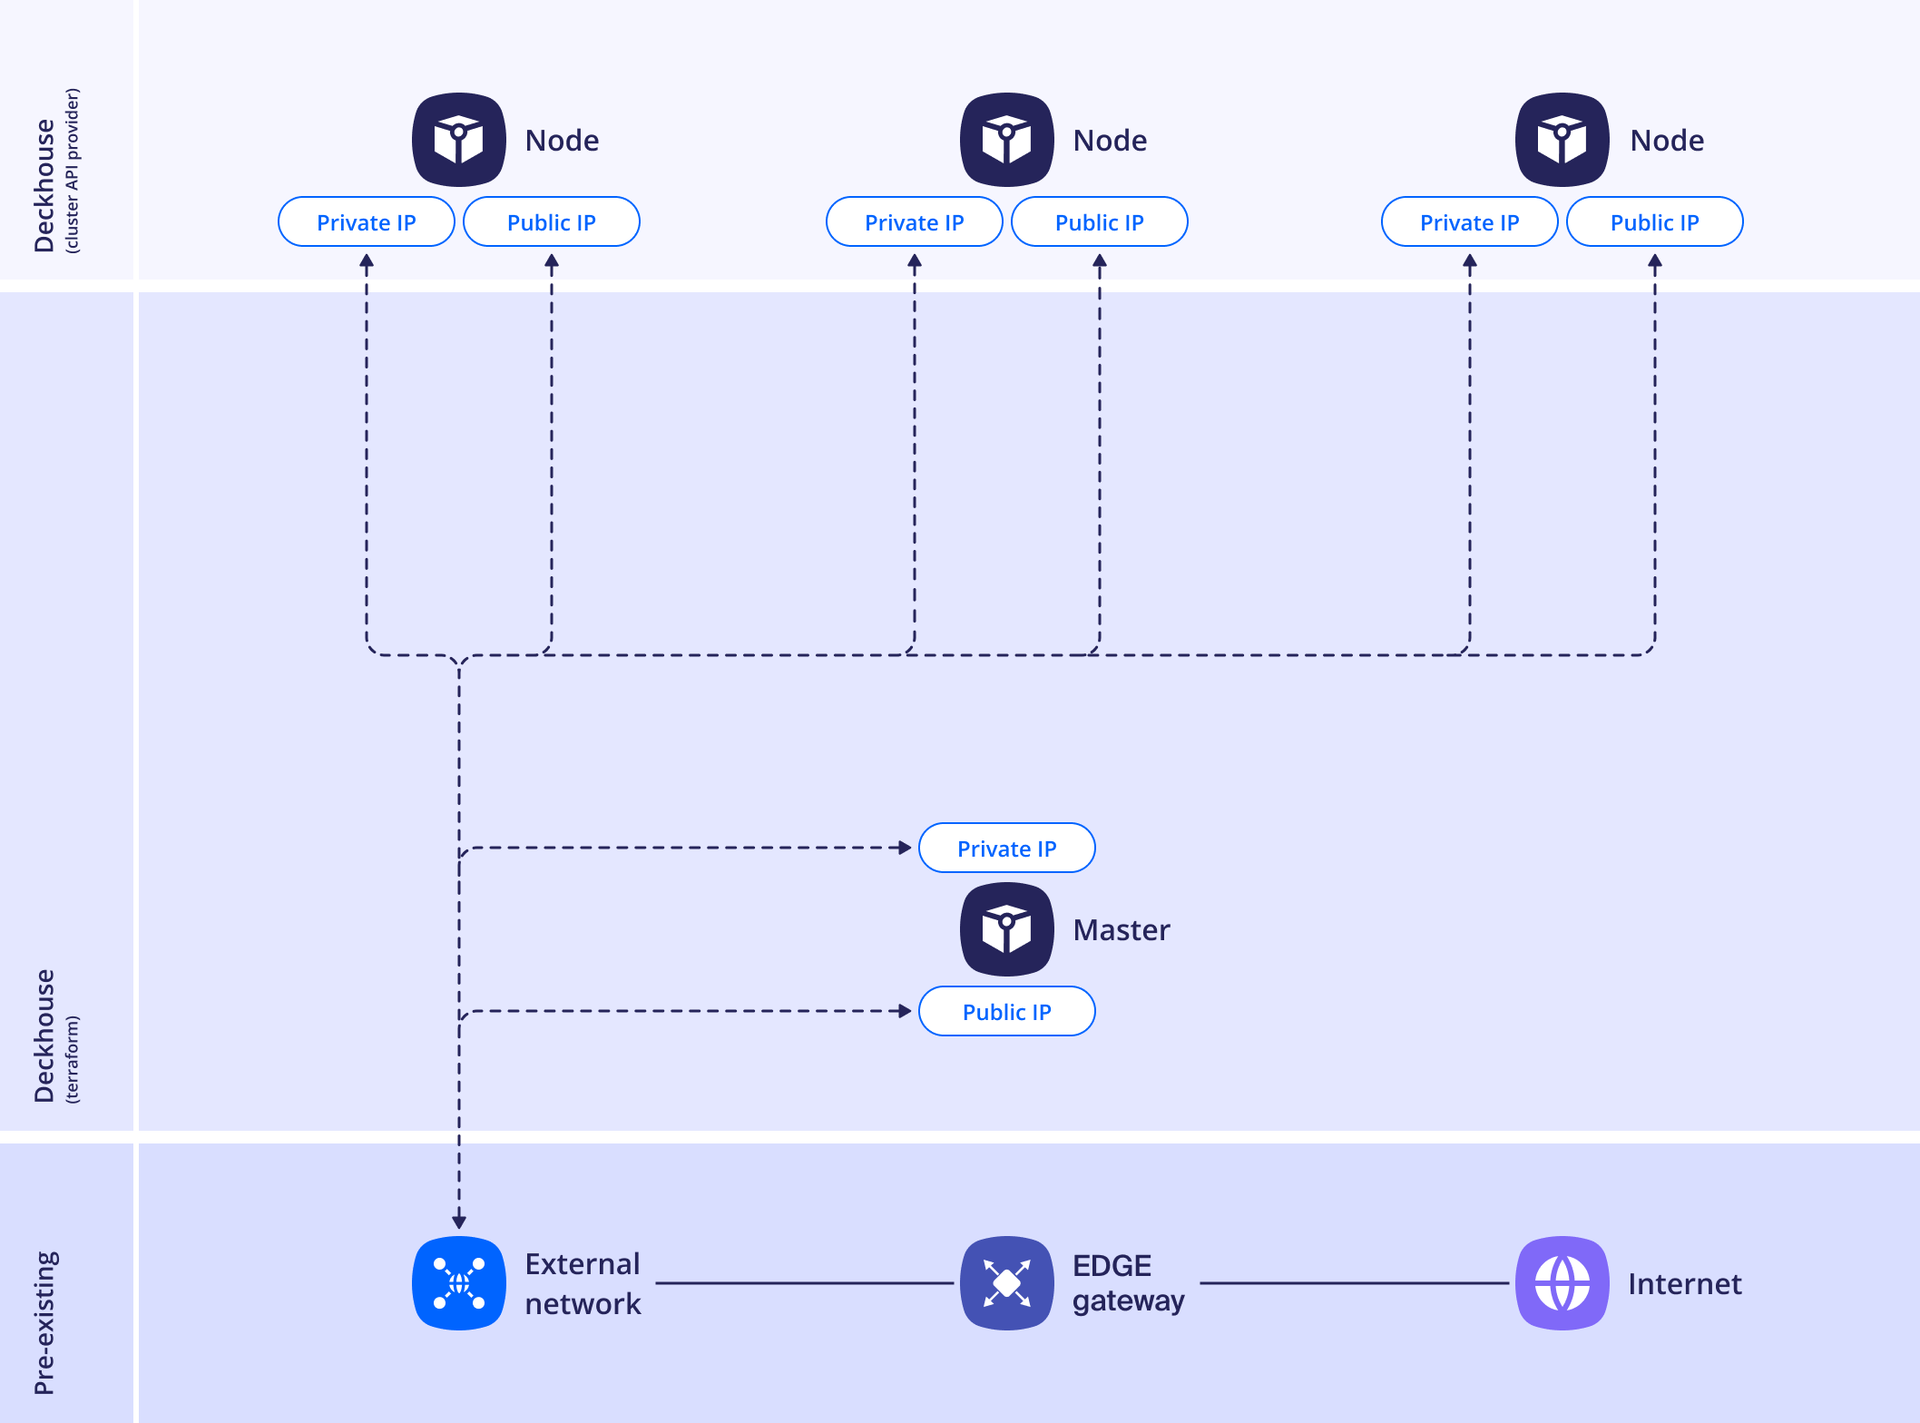 Deckhouse
(cluster API provider)
Node
Node
Node
Private IP
Public IP
Private IP
Public IP
Private IP
Public IP
Deckhouse
(terraform)
Private IP
Master
Public IP
Pre-existing
External
network
EDGE
gateway
Internet